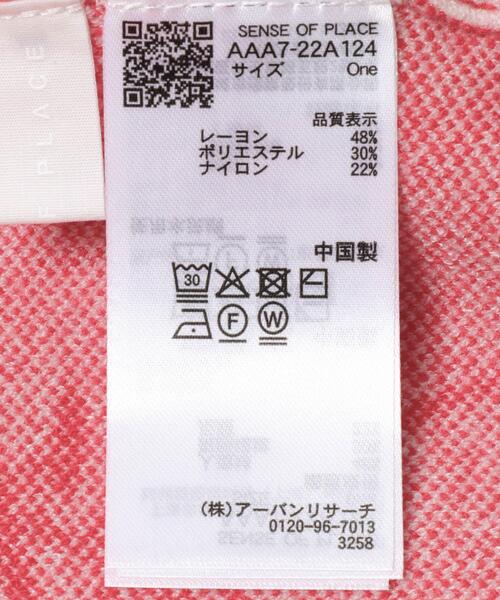 SENSE OF PLACE
AAA7-22A124
サイズ One
品質表示
レーヨン 48%
ポリエステル 30%
ナイロン 22%
中国製
30
F W
(株)アーバンリサーチ
0120-96-7013
3258
E PLACE